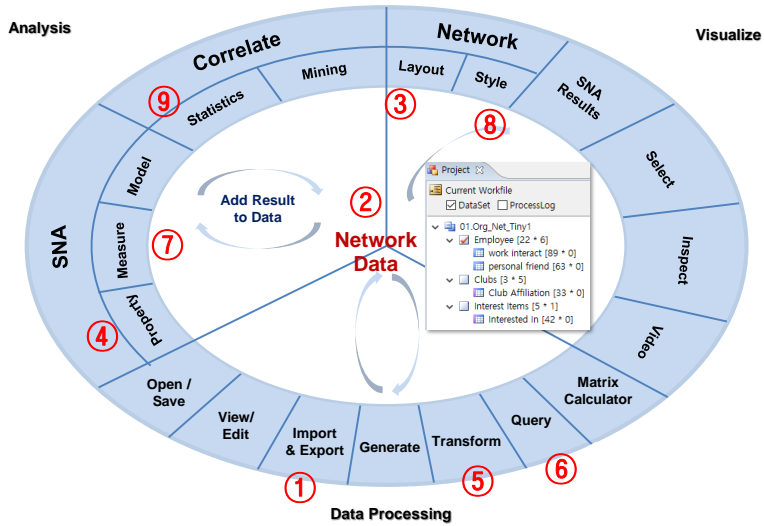 Analysis
Visualize
Correlate
Network
Statistics
Mining
Layout
Style
SNA
Results
Select
Inspect
Video
SNA
Model
Measure
Property
⑨
③
⑧
②
⑦
④
Add Result
to Data
Network
Data
Project
Current Workfile
DataSet ProcessLog
01.Org_Net_Tiny1
Employee [22 * 6]
work interact [89 * 0]
personal friend [63 * 0]
Clubs [3 * 5]
Club Affiliation [33 * 0]
Interest Items [5 * 1]
Interested In [42 * 0]
Open /
Save
View/
Edit
Import
& Export
Generate
Transform
Query
Matrix
Calculator
①
⑤
⑥
Data Processing